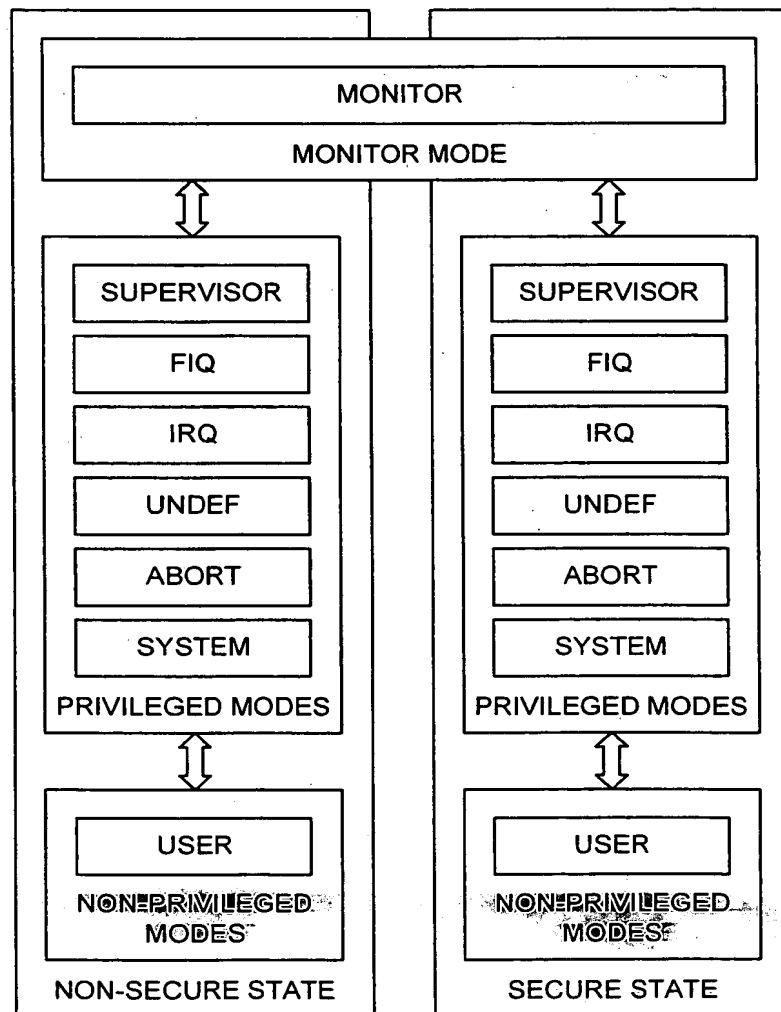 MONITOR
MONITOR MODE
SUPERVISOR
FIQ
IRQ
UNDEF
ABORT
SYSTEM
PRIVILEGED MODES
USER
NON-PRIVILEGED
MODES
NON-SECURE STATE
SUPERVISOR
FIQ
IRQ
UNDEF
ABORT
SYSTEM
PRIVILEGED MODES
USER
NON-PRIVILEGED
MODES
SECURE STATE